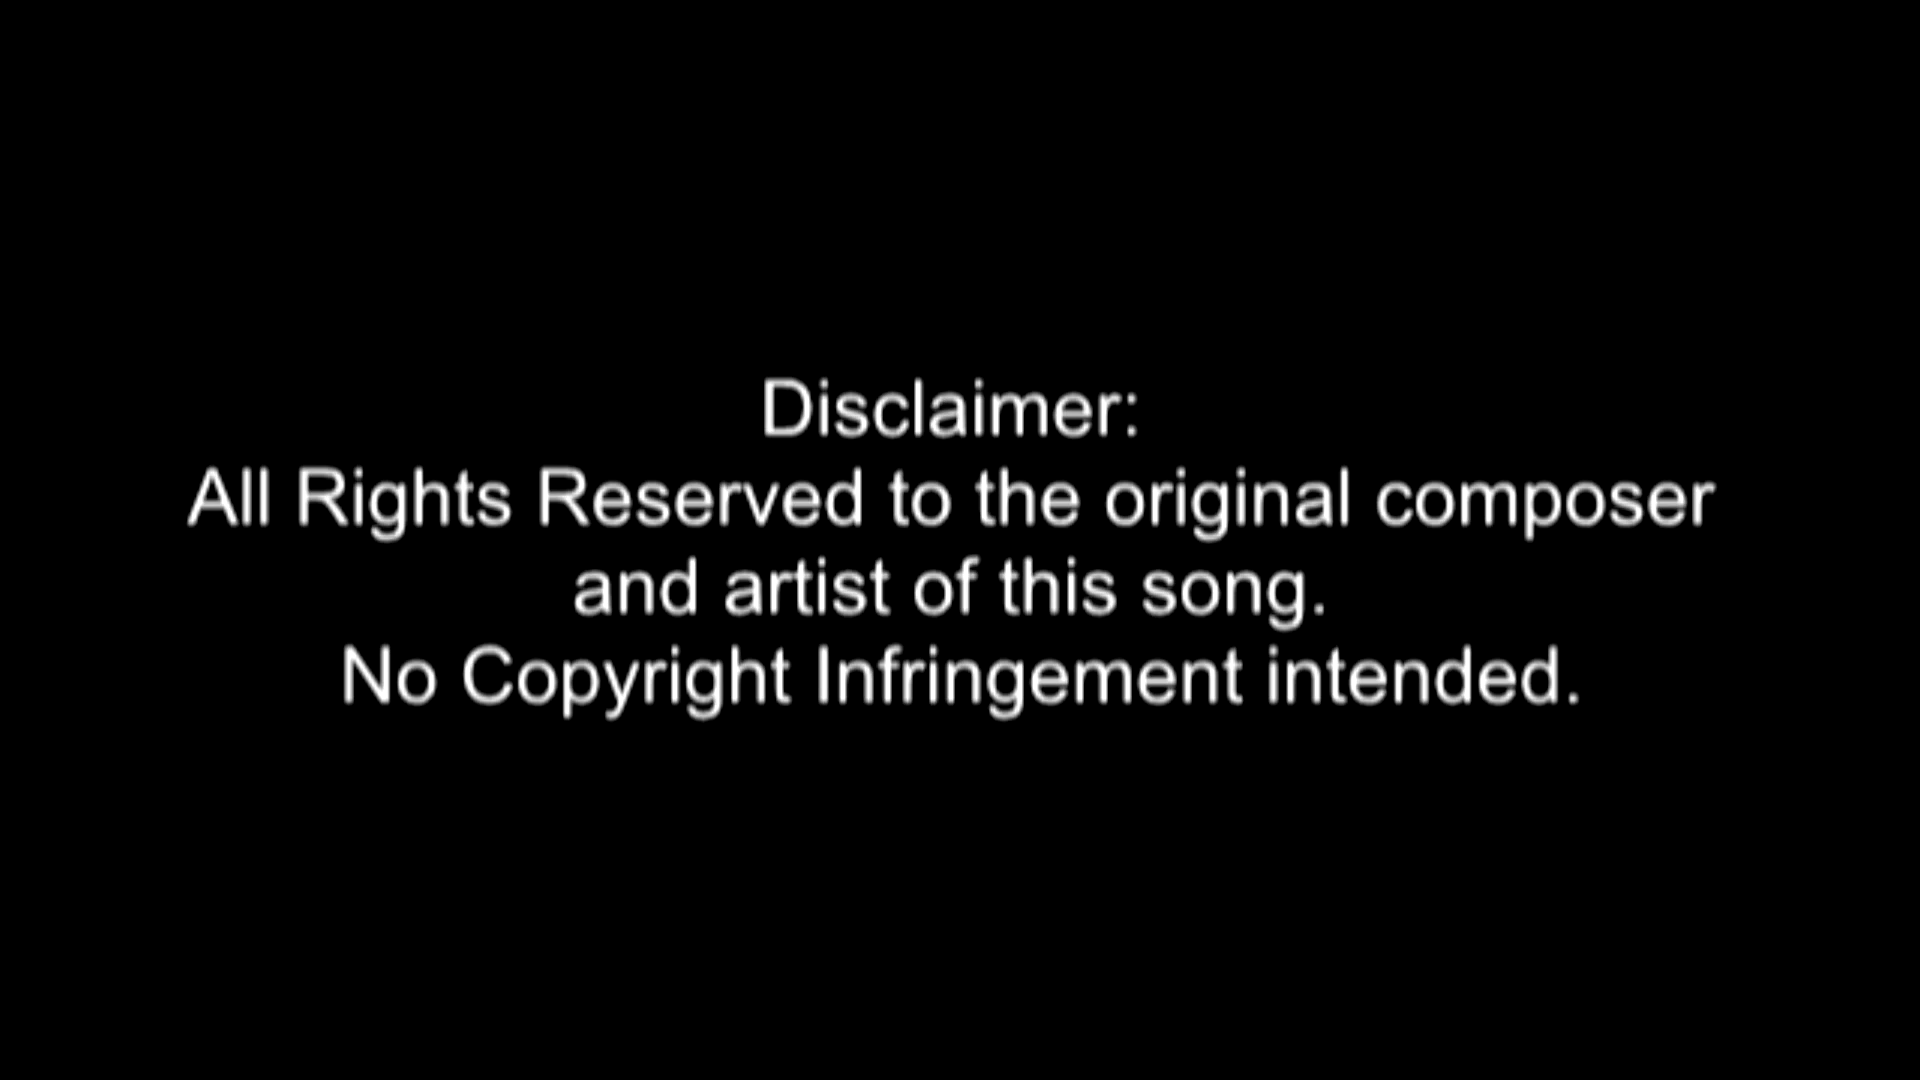 Disclaimer:
All Rights Reserved to the original composer
and artist of this song.
No Copyright Infringement intended.